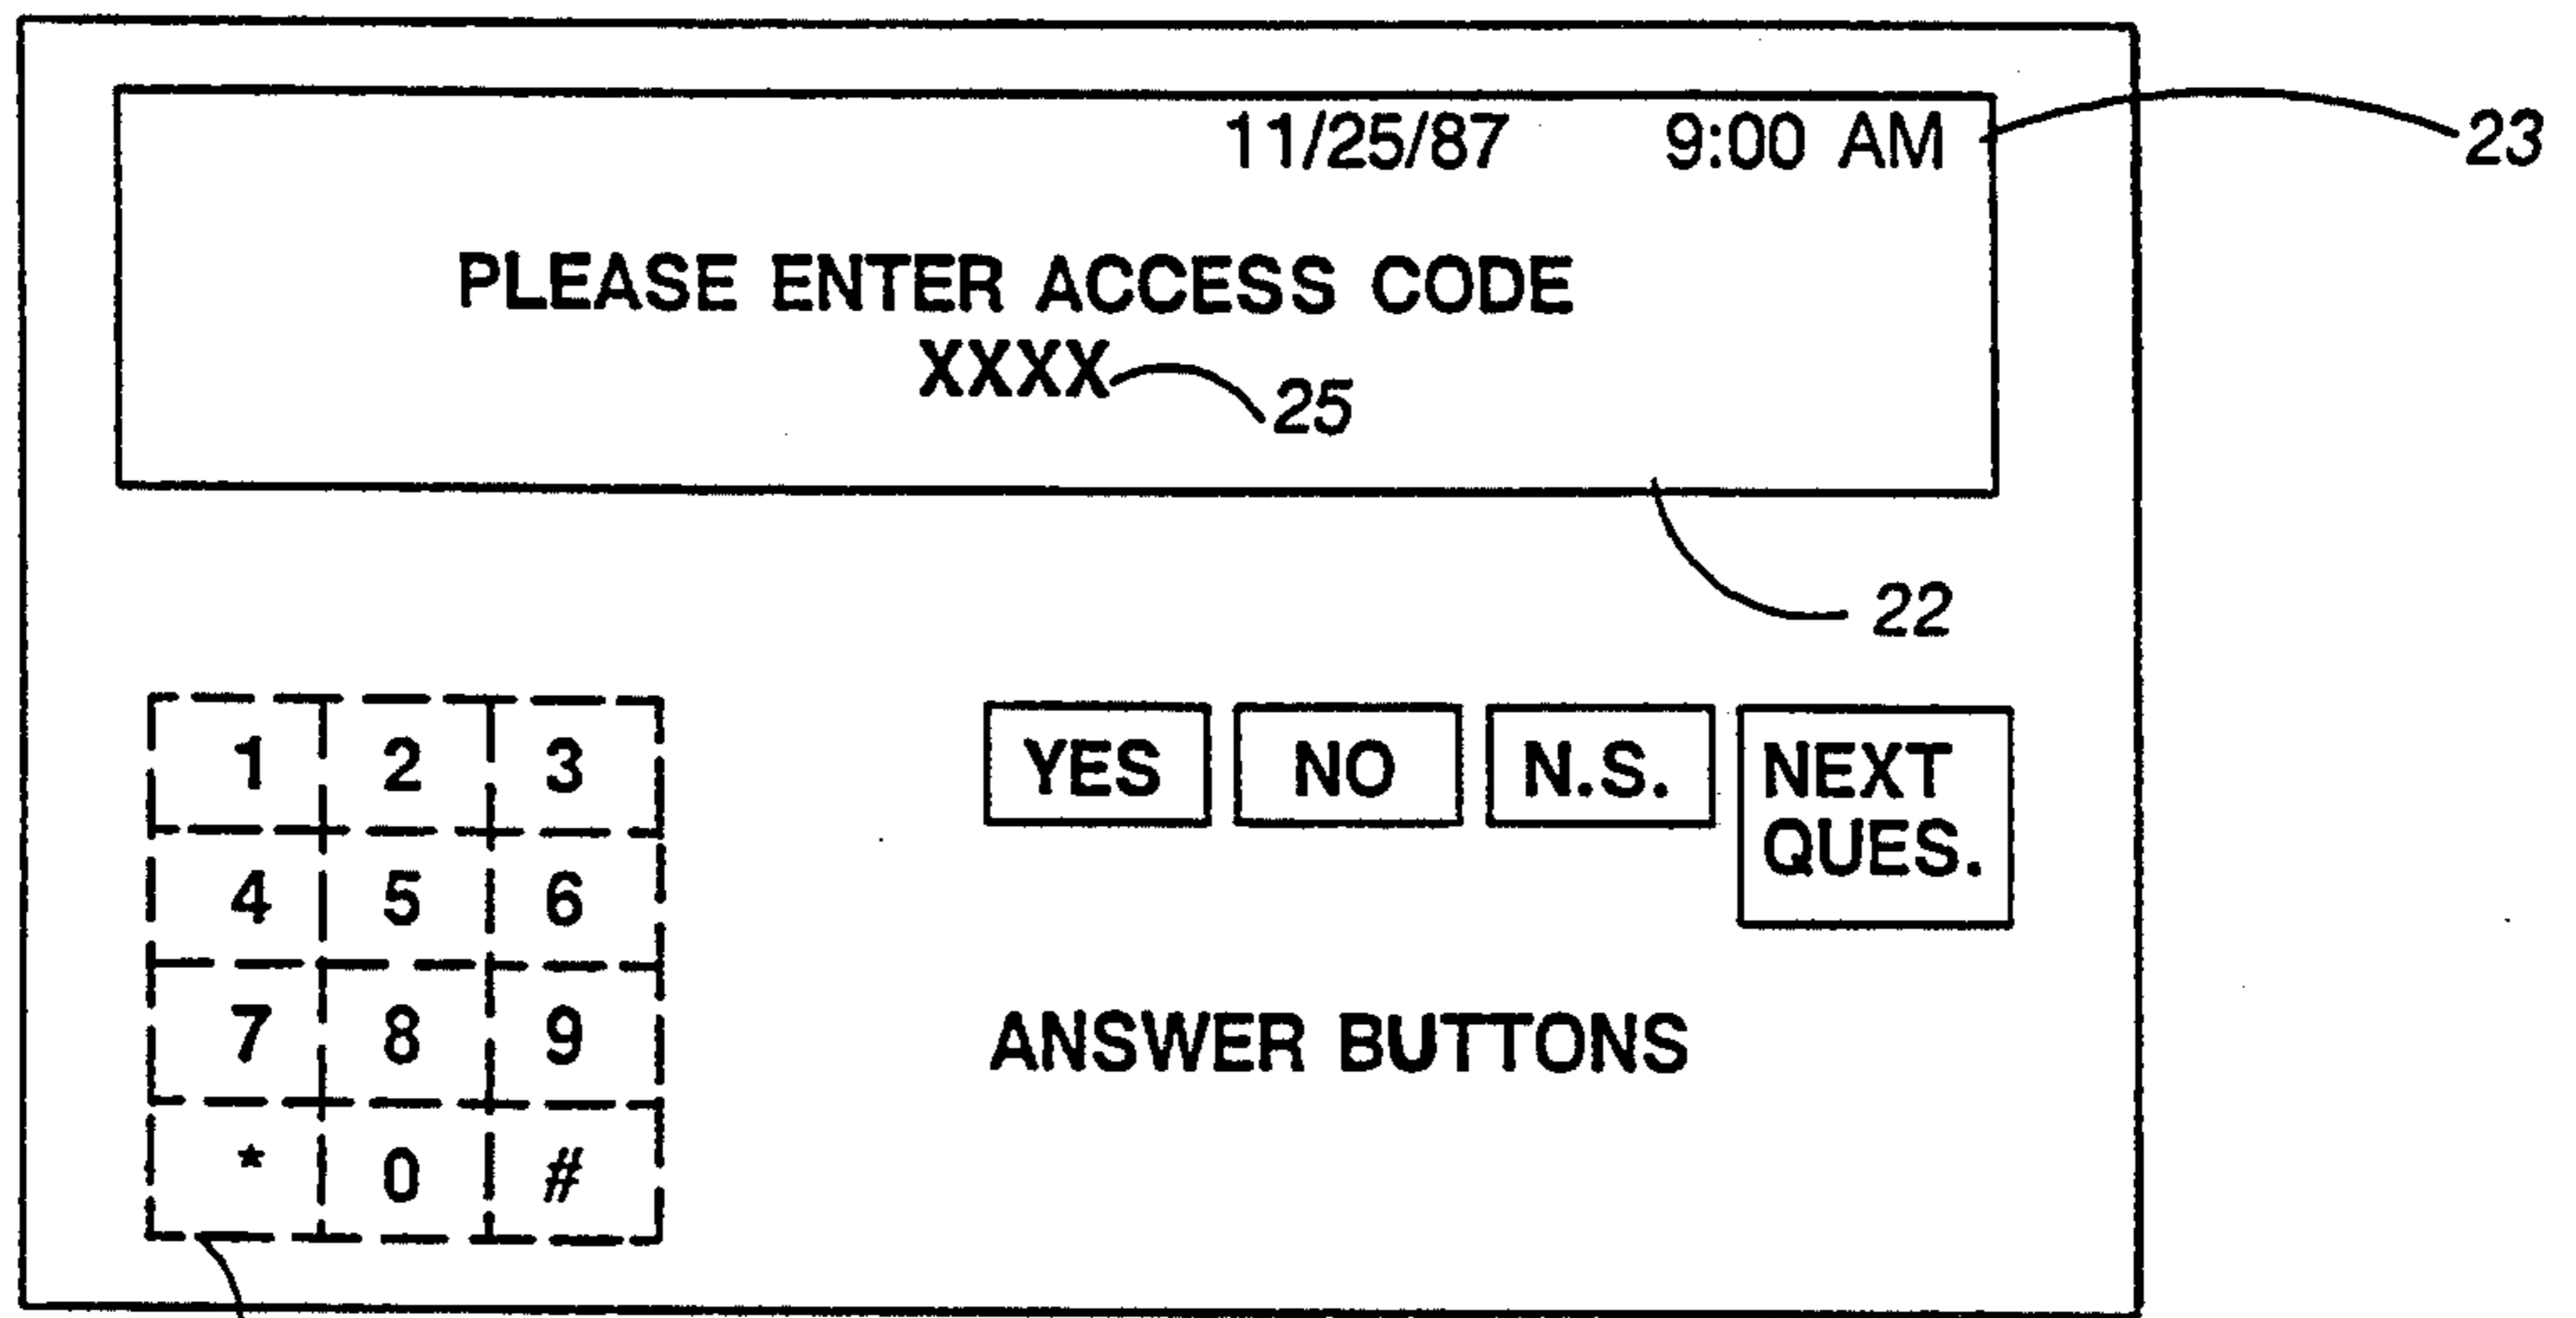 11/25/87 9:00 AM
23
PLEASE ENTER ACCESS CODE
XXXX
25
22
1 2 3
YES NO N.S. NEXT QUES.
4 5 6
7 8 9
ANSWER BUTTONS
* 0 #